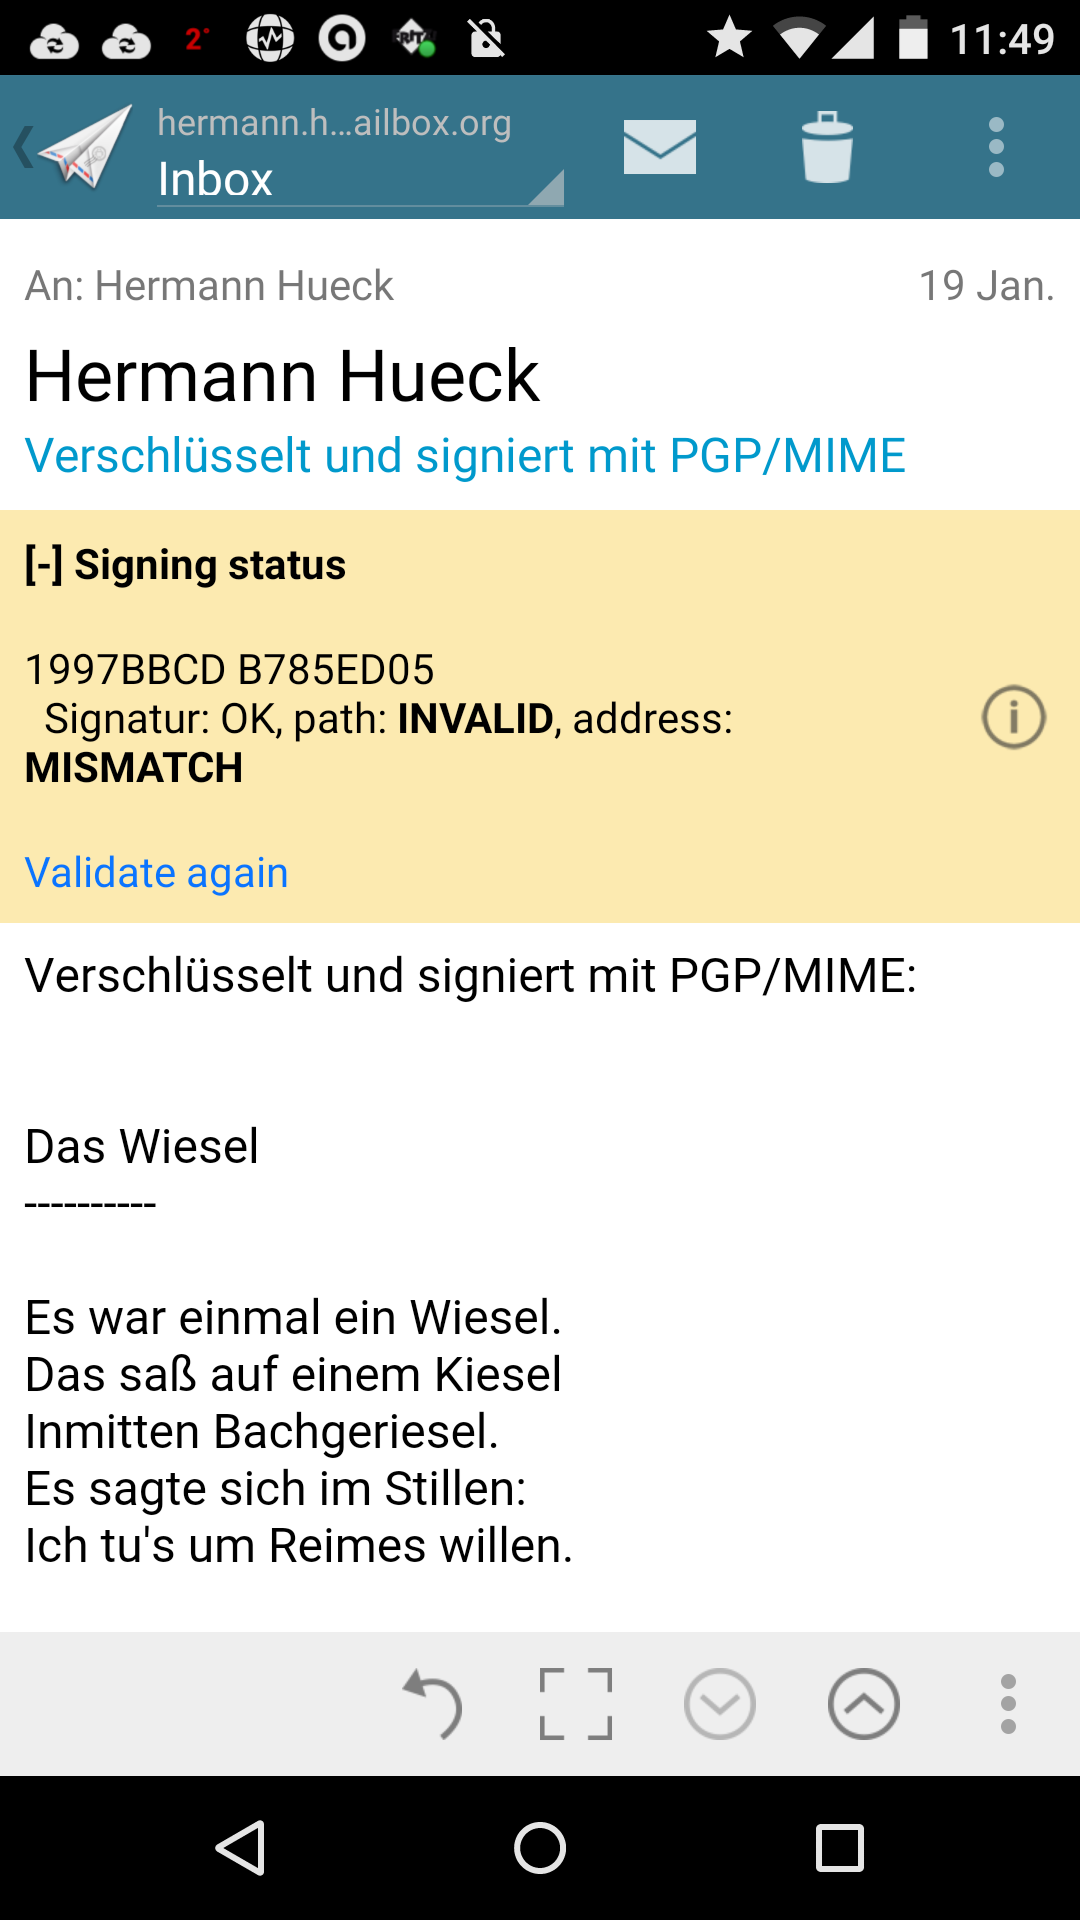 2°
11:49
hermann.h...ailbox.org
Inbox
An: Hermann Hueck
19 Jan.
Hermann Hueck
Verschlüsselt und signiert mit PGP/MIME
[-] Signing status
1997BBCD B785ED05
Signatur: OK, path: INVALID, address:
MISMATCH
Validate again
Verschlüsselt und signiert mit PGP/MIME:
Das Wiesel
----------
Es war einmal ein Wiesel.
Das saß auf einem Kiesel
Inmitten Bachgeriesel.
Es sagte sich im Stillen:
Ich tu's um Reimes willen.